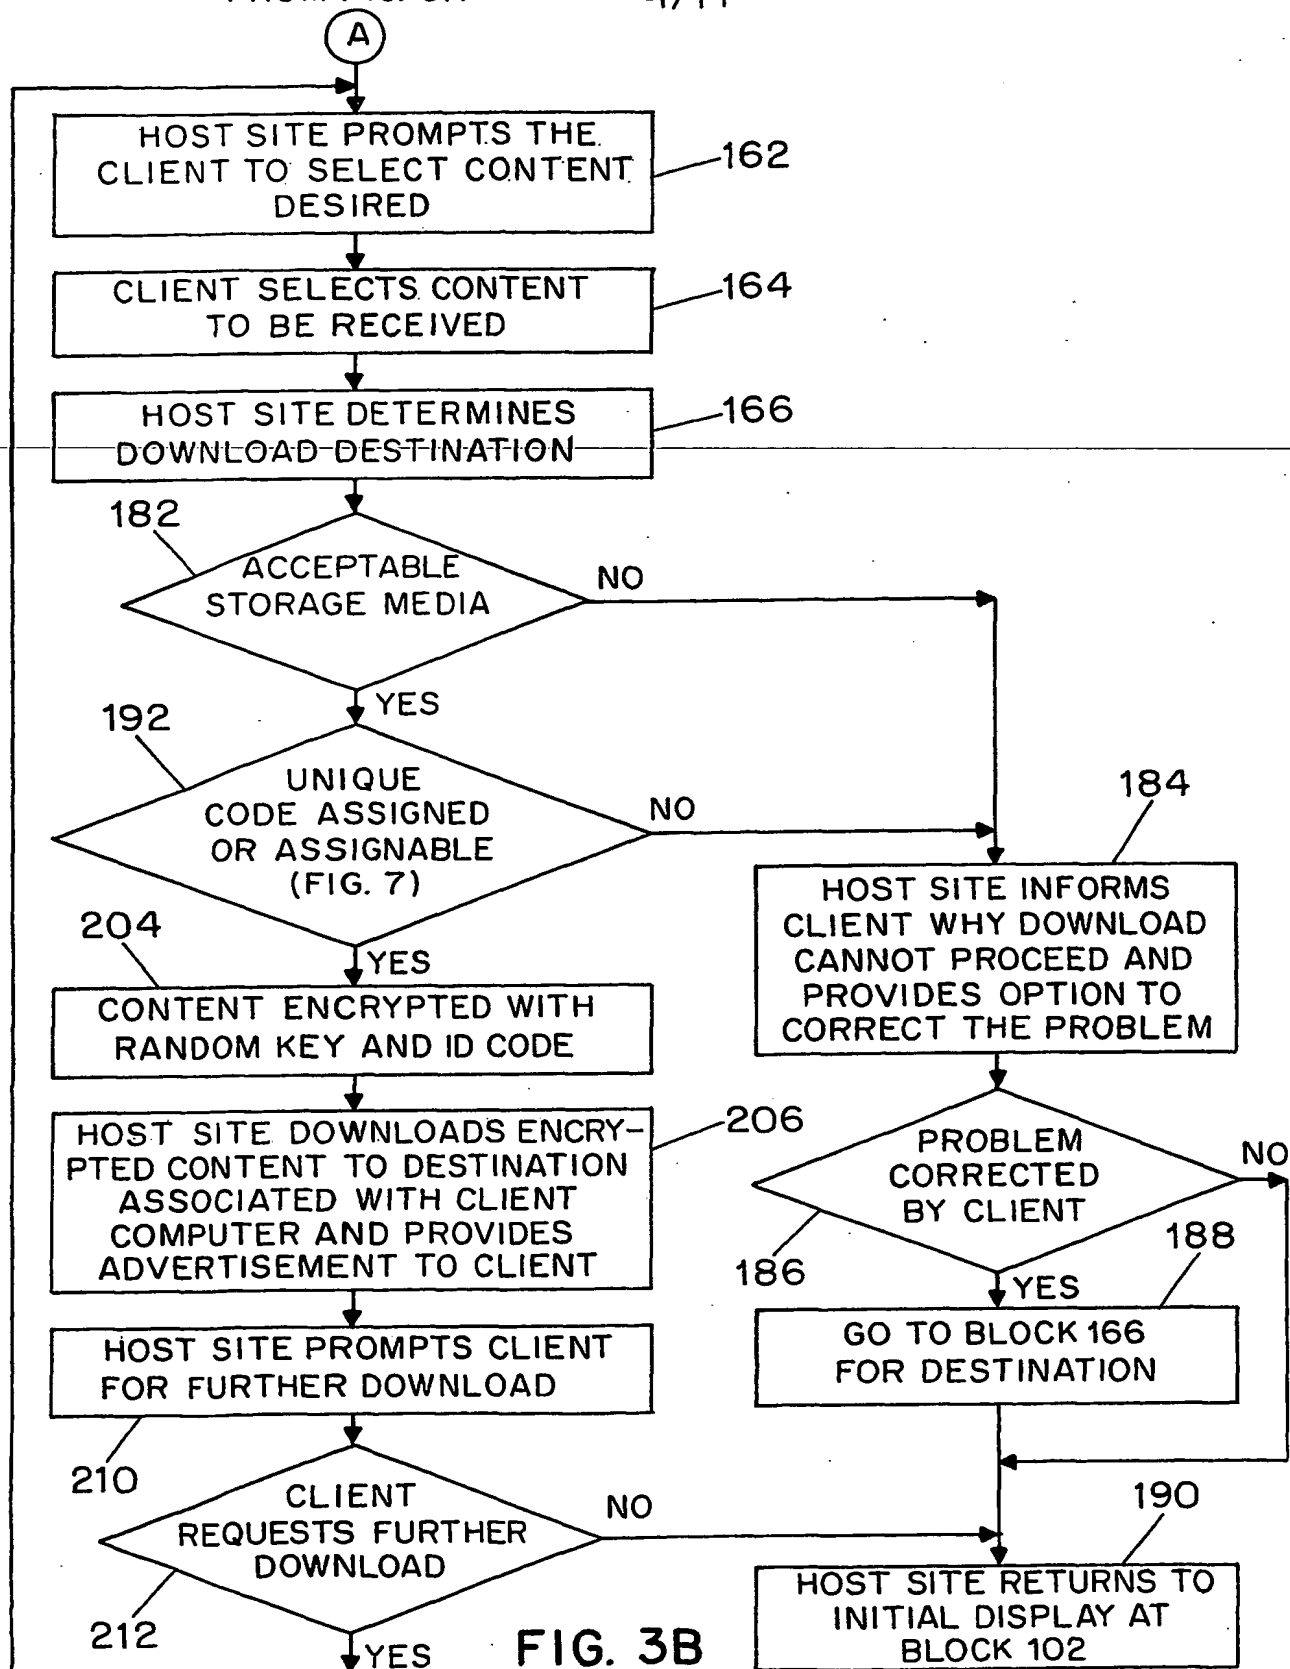 A
HOST SITE PROMPTS THE
CLIENT TO SELECT CONTENT
DESIRED
162
CLIENT SELECTS CONTENT
TO BE RECEIVED
164
HOST SITE DETERMINES
DOWNLOAD DESTINATION
166
182
ACCEPTABLE
STORAGE MEDIA
NO
YES
192
UNIQUE
CODE ASSIGNED
OR ASSIGNABLE
(FIG. 7)
NO
184
HOST SITE INFORMS
CLIENT WHY DOWNLOAD
CANNOT PROCEED AND
PROVIDES OPTION TO
CORRECT THE PROBLEM
204
YES
CONTENT ENCRYPTED WITH
RANDOM KEY AND ID CODE
HOST SITE DOWNLOADS ENCRY-
PTED CONTENT TO DESTINATION
ASSOCIATED WITH CLIENT
COMPUTER AND PROVIDES
ADVERTISEMENT TO CLIENT
206
PROBLEM
CORRECTED
BY CLIENT
NO
186
YES
188
GO TO BLOCK 166
FOR DESTINATION
HOST SITE PROMPTS CLIENT
FOR FURTHER DOWNLOAD
210
CLIENT
REQUESTS FURTHER
DOWNLOAD
NO
190
HOST SITE RETURNS TO
INITIAL DISPLAY AT
BLOCK 102
212
YES
FIG. 3B